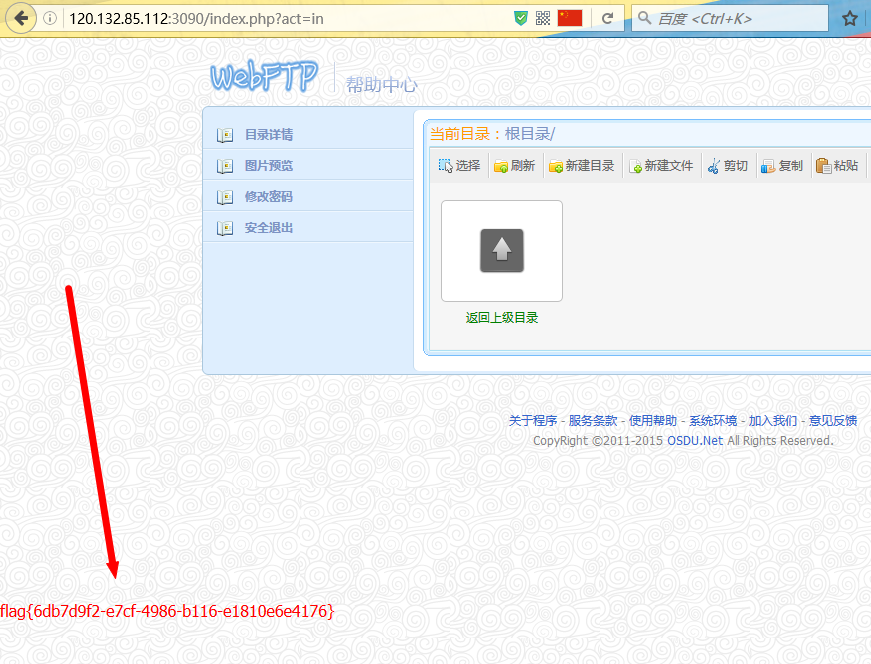 120.132.85.112:3090/index.php?act=in
百度 <Ctrl+K>
WebFTP
帮助中心
目录详情
图片预览
修改密码
安全退出
当前目录：根目录/
选择 刷新 新建目录 新建文件 剪切 复制 粘贴
返回上级目录
关于程序 - 服务条款 - 使用帮助 - 系统环境 - 加入我们 - 意见反馈
CopyRight ©2011-2015 OSDU.Net All Rights Reserved.
flag{6db7d9f2-e7cf-4986-b116-e1810e6e4176}